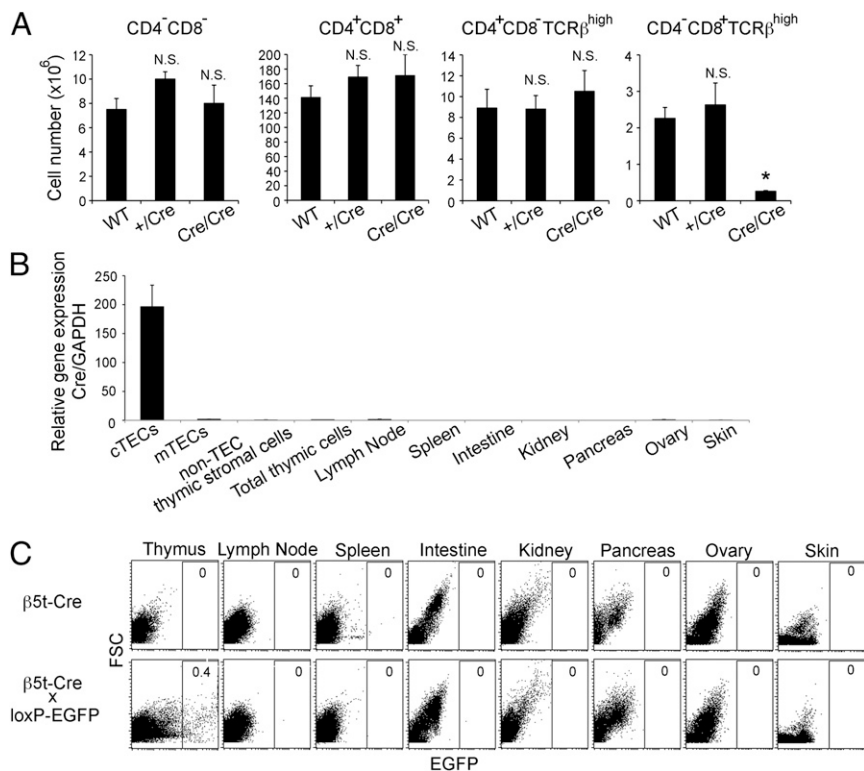 A
CD4⁻CD8⁻
CD4⁺CD8⁺
CD4⁺CD8⁻TCRβʰⁱᵍʰ
CD4⁻CD8⁺TCRβʰⁱᵍʰ
Cell number (x10⁶)
12
10
8
6
4
2
0
N.S.
N.S.
WT
+/Cre
Cre/Cre
200
180
160
140
120
100
80
60
40
20
0
N.S.
N.S.
WT
+/Cre
Cre/Cre
14
12
10
8
6
4
2
0
N.S.
N.S.
WT
+/Cre
Cre/Cre
4
3
2
1
0
N.S.
*
WT
+/Cre
Cre/Cre
B
Relative gene expression
Cre/GAPDH
250
200
150
100
50
0
cTECs
mTECs
non-TEC
thymic stromal cells
Total thymic cells
Lymph Node
Spleen
Intestine
Kidney
Pancreas
Ovary
Skin
C
Thymus Lymph Node Spleen Intestine Kidney Pancreas Ovary Skin
β5t-Cre
0 0 0 0 0 0 0 0
FSC
β5t-Cre
x
loxP-EGFP
0.4 0 0 0 0 0 0 0
EGFP